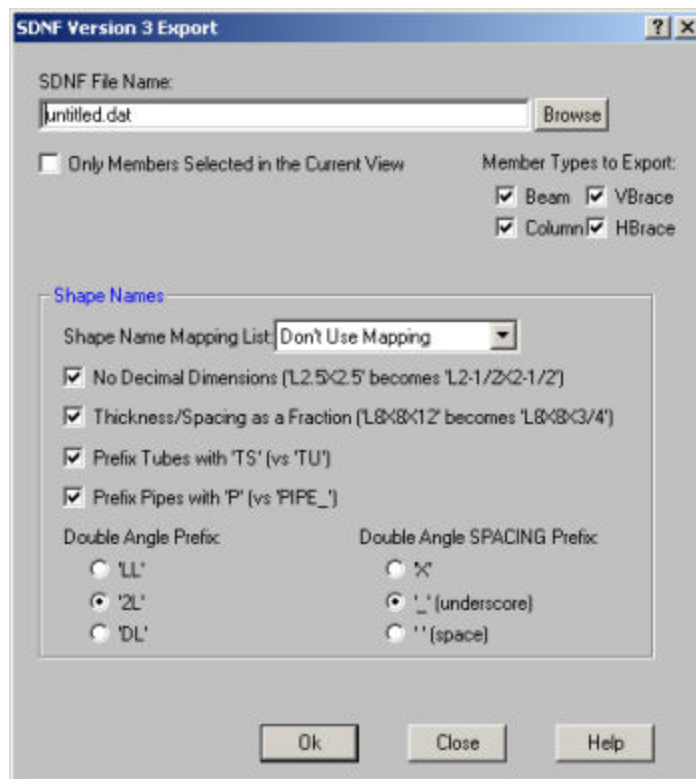 SDNF Version 3 Export
SDNF File Name:
untitled.dat Browse
Only Members Selected in the Current View
Member Types to Export:
Beam VBrace
Column HBrace
Shape Names
Shape Name Mapping List: Don't Use Mapping
No Decimal Dimensions ('L2.5X2.5' becomes 'L2-1/2X2-1/2')
Thickness/Spacing as a Fraction ('L8X8X12' becomes 'L8X8X3/4')
Prefix Tubes with 'TS' (vs 'TU')
Prefix Pipes with 'P' (vs 'PIPE_')
Double Angle Prefix: Double Angle SPACING Prefix:
'LL' 'X'
'2L' '_' (underscore)
'DL' ' ' (space)
Ok Close Help